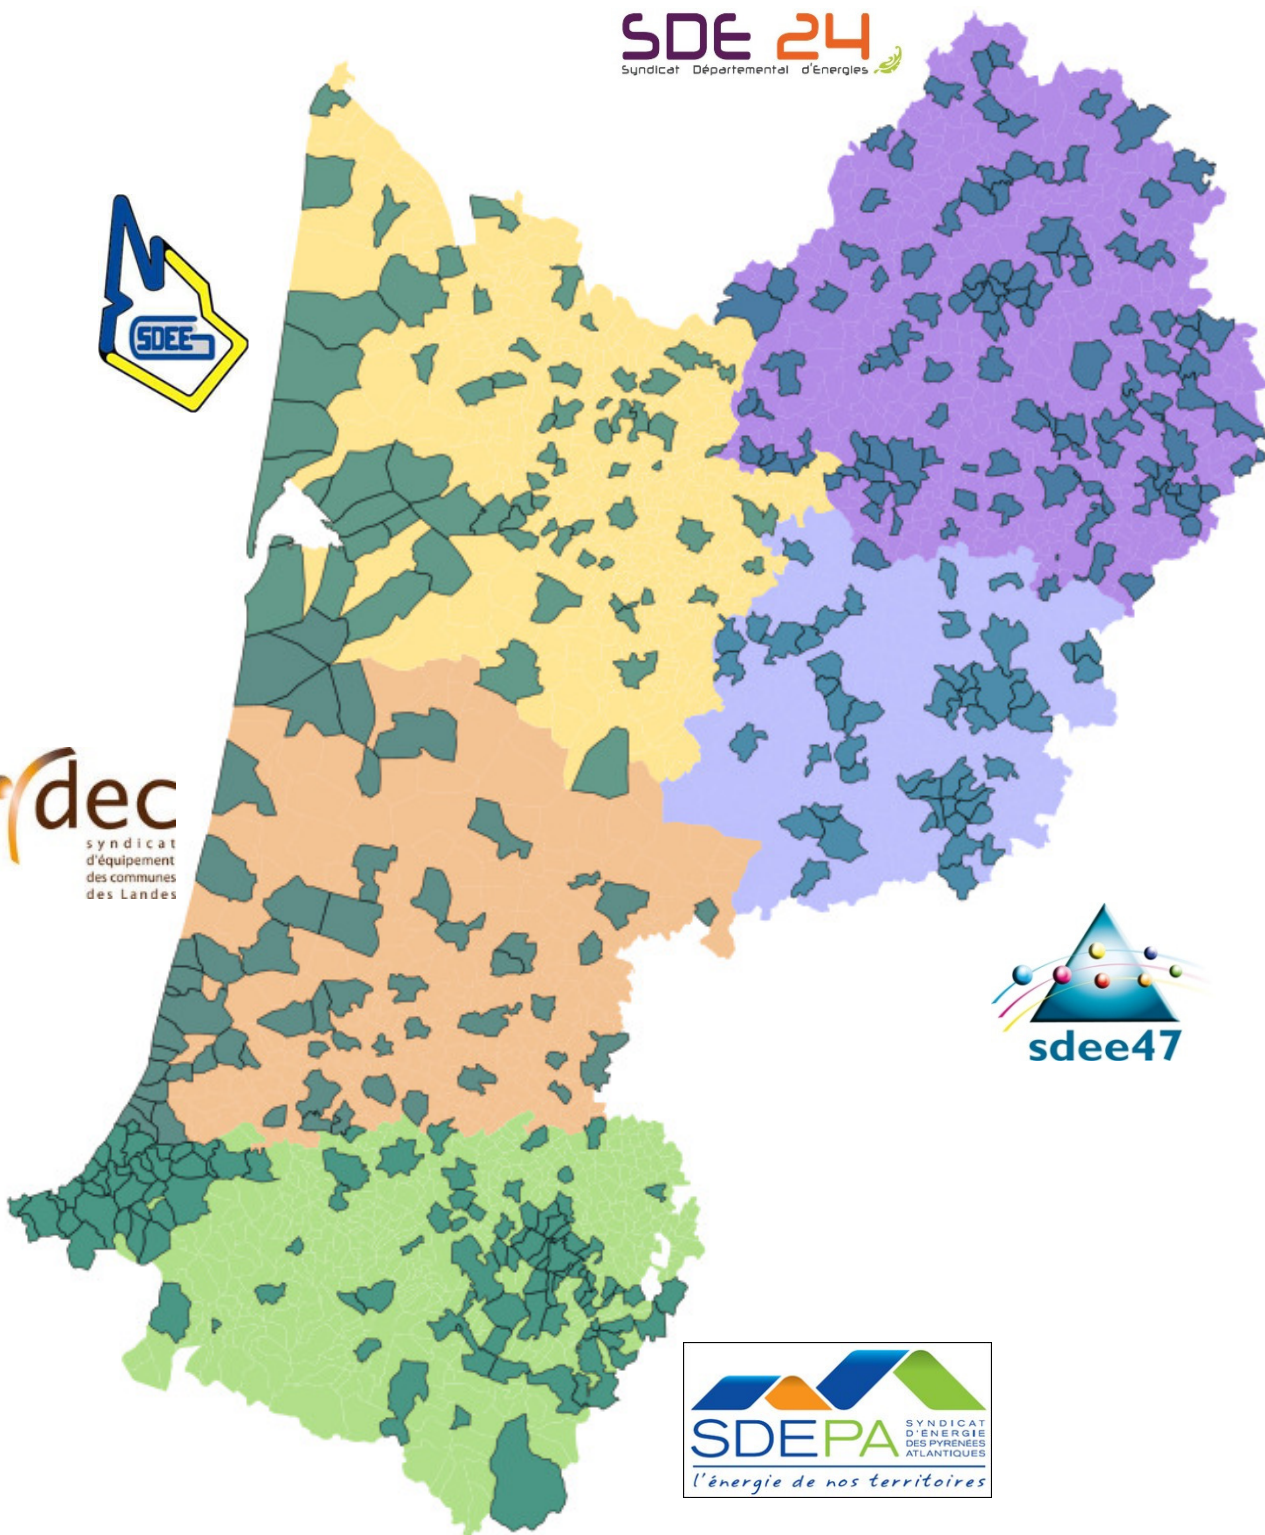 SDE 24
Syndicat Départemental d'Energies
SDEE
dec
syndicat
d'équipement
des communes
des Landes
sdee47
SDEPA
SYNDICAT
D'ÉNERGIE
DES PYRÉNÉES
ATLANTIQUES
l'énergie de nos territoires